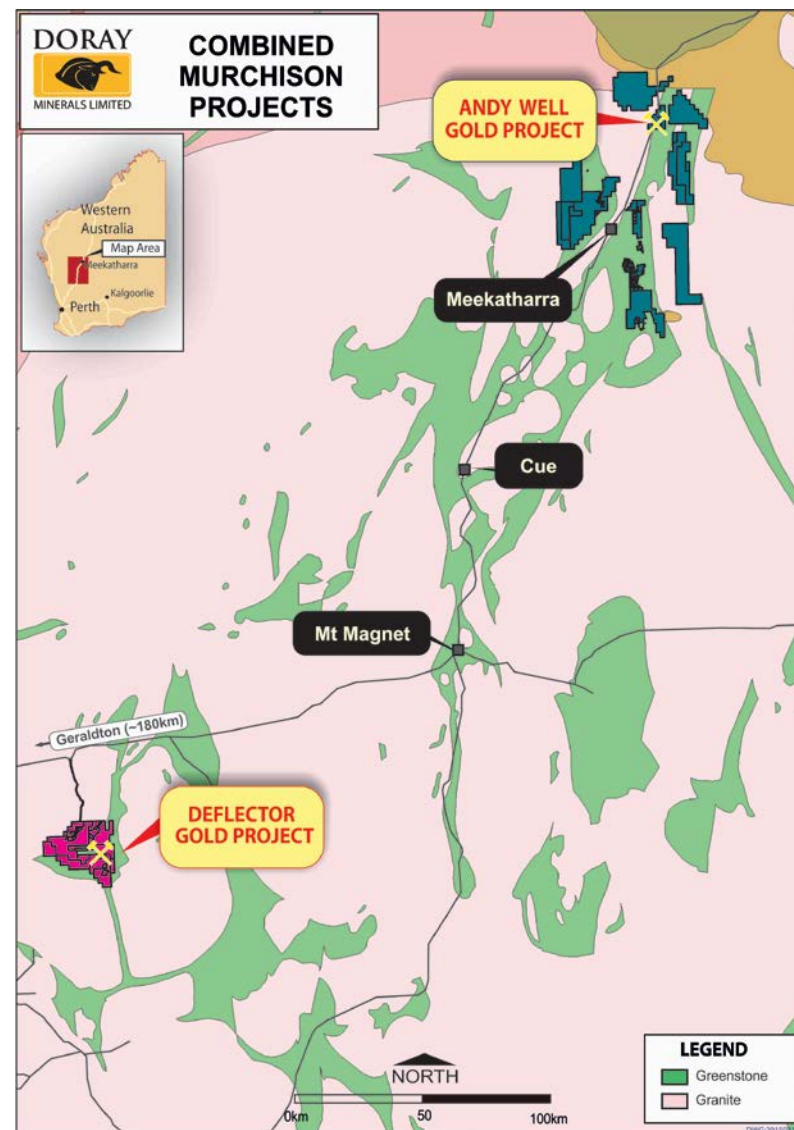 DORAY
MINERALS LIMITED
COMBINED
MURCHISON
PROJECTS
ANDY WELL
GOLD PROJECT
Western
Australia
Map Area
Meekatharra
Kalgoorlie
Perth
Meekatharra
Cue
Mt Magnet
Geraldton (~180km)
DEFLECTOR
GOLD PROJECT
NORTH
0km 50 100km
LEGEND
Greenstone
Granite